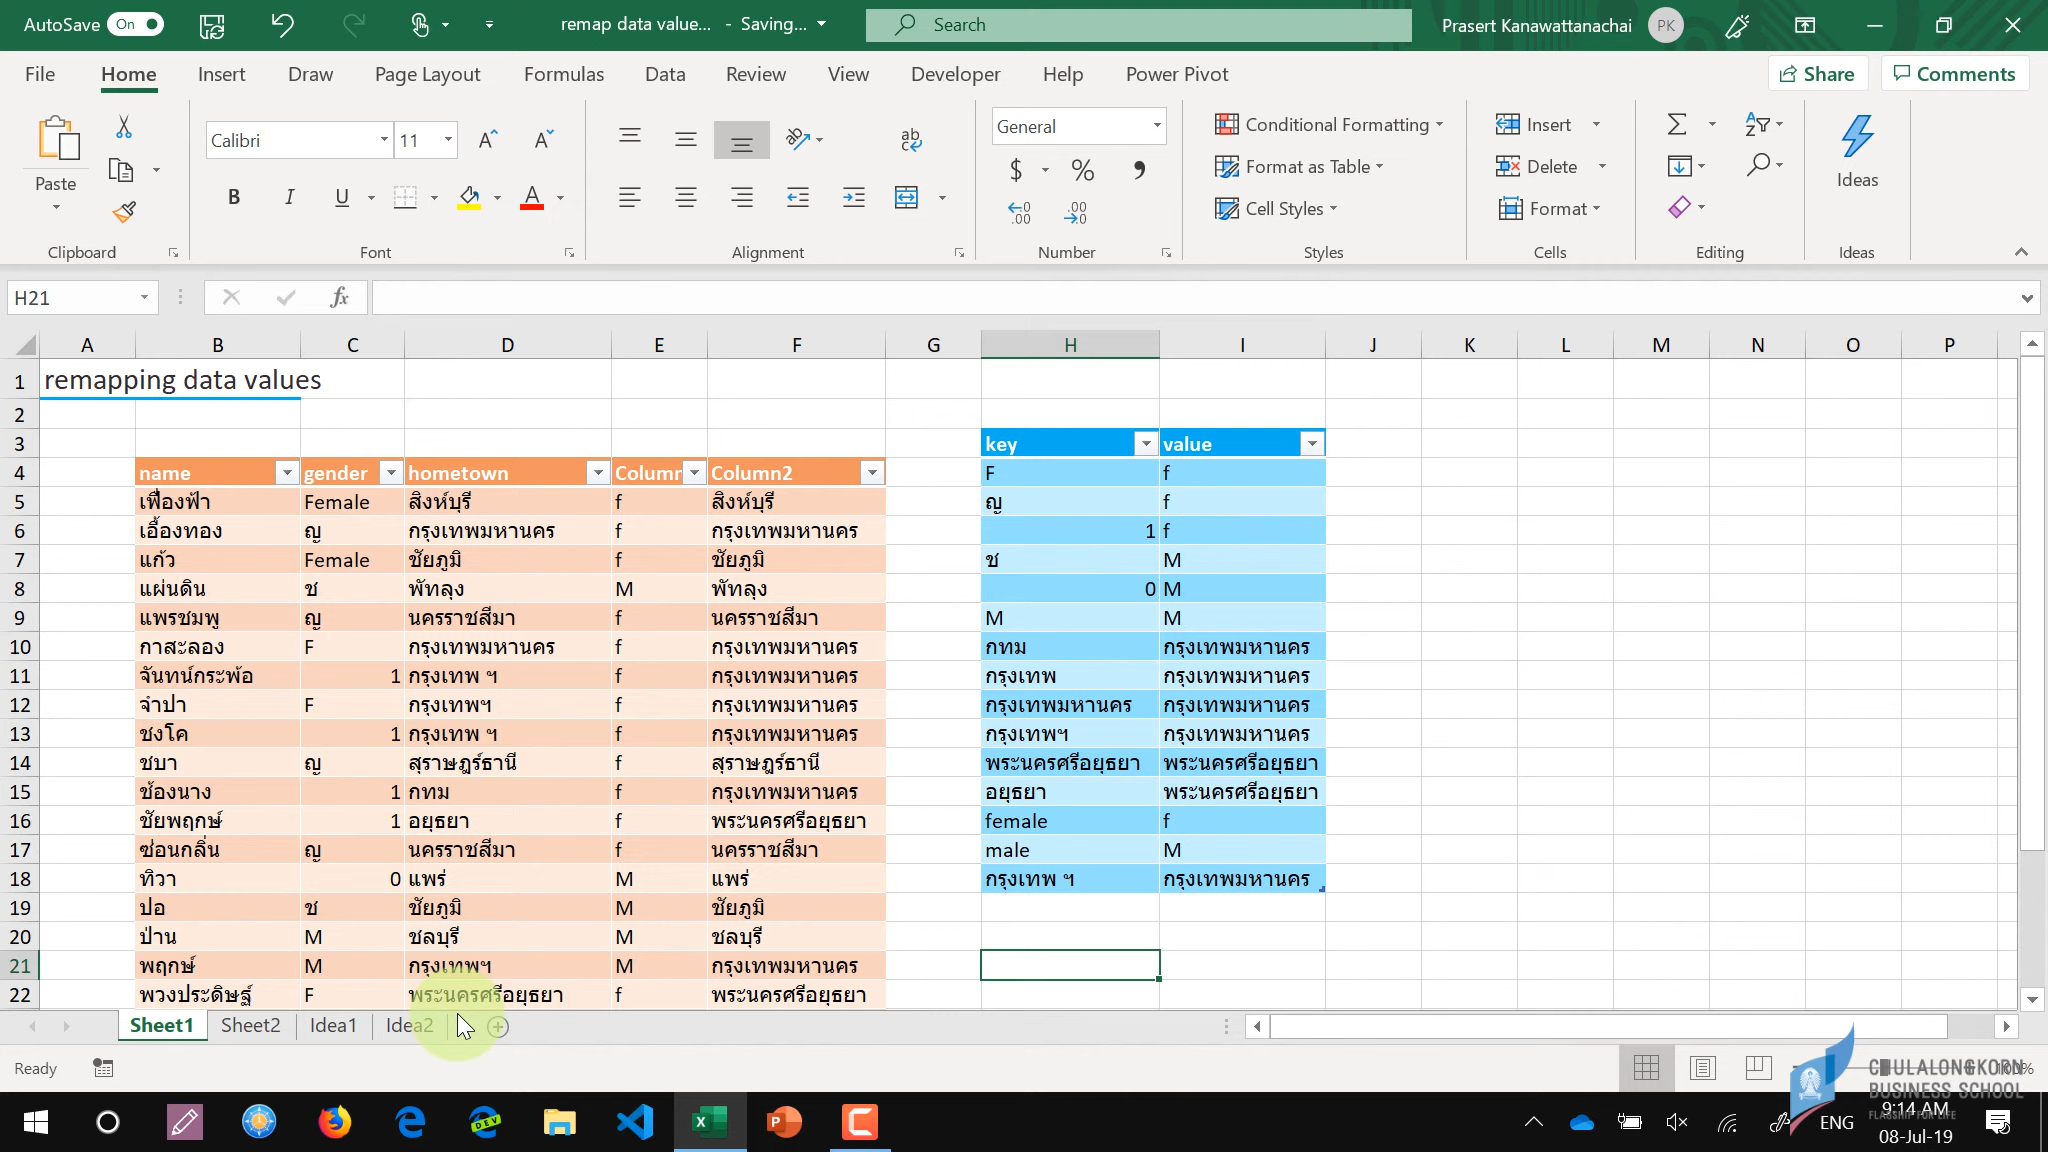 AutoSave On remap data value... - Saving... Search Prasert Kanawattanachai PK
File Home Insert Draw Page Layout Formulas Data Review View Developer Help Power Pivot Share Comments
Paste
Clipboard
Calibri 11
B I U A
Font
Alignment
General
$ % ,
Number
Conditional Formatting
Format as Table
Cell Styles
Styles
Insert
Delete
Format
Cells
Editing
Ideas
Ideas
H21 fx
A B C D E F G H I J K L M N O P
1 remapping data values
2
3 key value
4 name gender hometown Column Column2 F f
5 เฟื่องฟ้า Female สิงห์บุรี f สิงห์บุรี ญ f
6 เอื้องทอง ญ กรุงเทพมหานคร f กรุงเทพมหานคร 1 f
7 แก้ว Female ชัยภูมิ f ชัยภูมิ ช M
8 แผ่นดิน ช พัทลุง M พัทลุง 0 M
9 แพรชมพู ญ นครราชสีมา f นครราชสีมา M M
10 กาสะลอง F กรุงเทพมหานคร f กรุงเทพมหานคร กทม กรุงเทพมหานคร
11 จันทน์กระพ้อ 1 กรุงเทพ ฯ f กรุงเทพมหานคร กรุงเทพ กรุงเทพมหานคร
12 จำปา F กรุงเทพฯ f กรุงเทพมหานคร กรุงเทพมหานคร กรุงเทพมหานคร
13 ชงโค 1 กรุงเทพ ฯ f กรุงเทพมหานคร กรุงเทพฯ กรุงเทพมหานคร
14 ชบา ญ สุราษฎร์ธานี f สุราษฎร์ธานี พระนครศรีอยุธยา พระนครศรีอยุธยา
15 ช้องนาง 1 กทม f กรุงเทพมหานคร อยุธยา พระนครศรีอยุธยา
16 ชัยพฤกษ์ 1 อยุธยา f พระนครศรีอยุธยา female f
17 ซ่อนกลิ่น ญ นครราชสีมา f นครราชสีมา male M
18 ทิวา 0 แพร่ M แพร่ กรุงเทพ ฯ กรุงเทพมหานคร
19 ปอ ช ชัยภูมิ M ชัยภูมิ
20 ป่าน M ชลบุรี M ชลบุรี
21 พฤกษ์ M กรุงเทพฯ M กรุงเทพมหานคร
22 พวงประดิษฐ์ F พระนครศรีอยุธยา f พระนครศรีอยุธยา
Sheet1 Sheet2 Idea1 Idea2
Ready
CHULALONGKORN
BUSINESS SCHOOL
FLAGSHIP FOR LIFE
ENG 9:14 AM
08-Jul-19